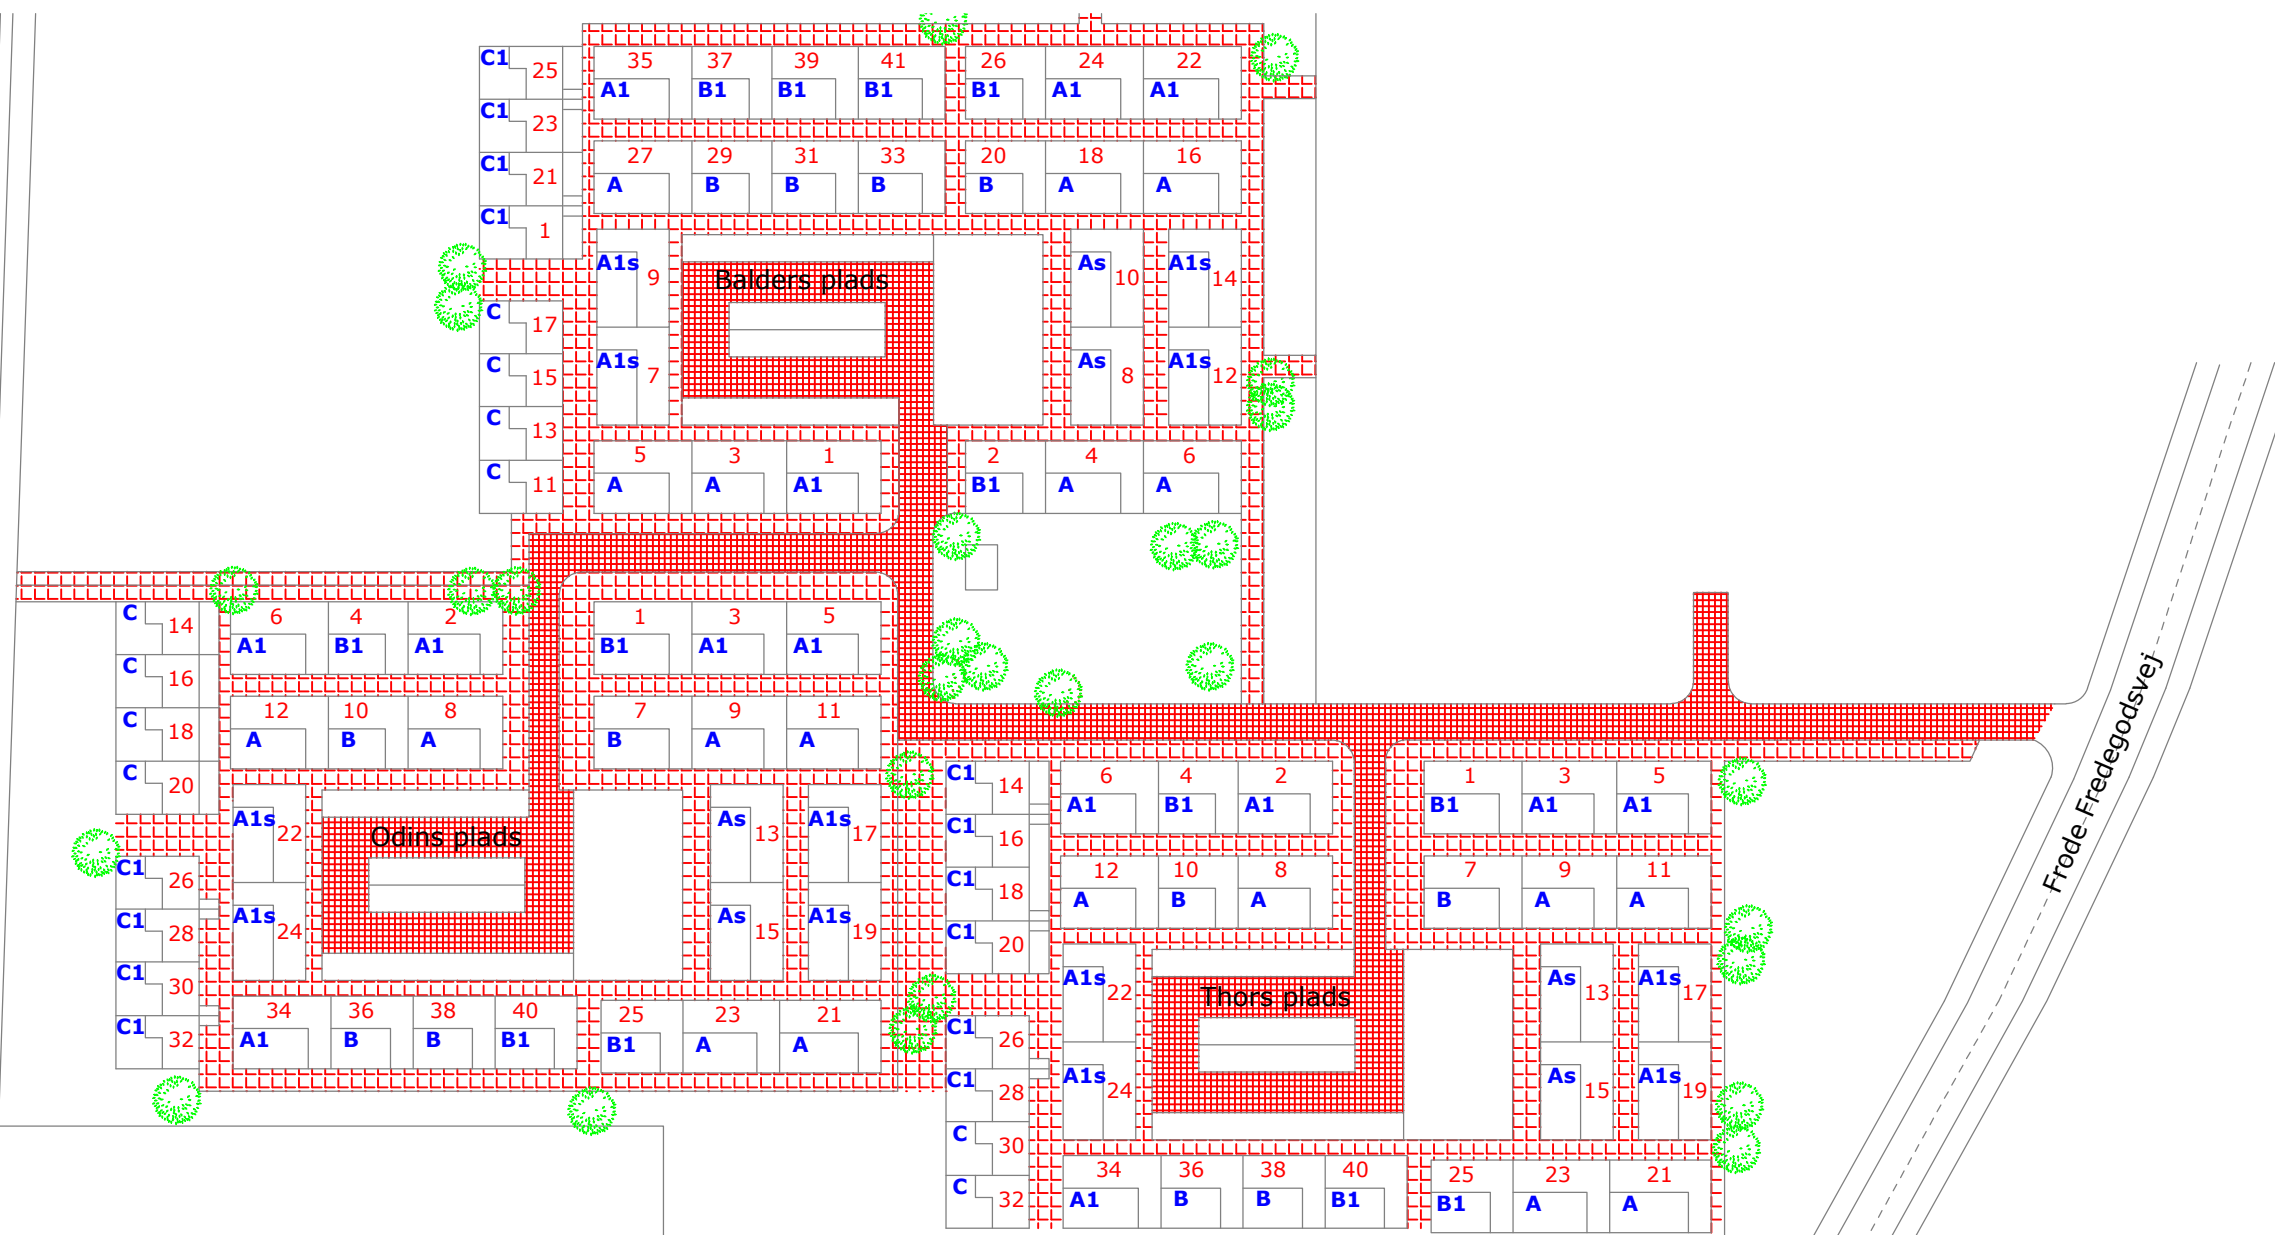 C1 25 35 37 39 41 26 24 22
A1 B1 B1 B1 B1 A1 A1
C1 23
27 29 31 33 20 18 16
C1 21 A B B B B A A
C1 1
A1s 9 Balders plads As 10 A1s 14
C 17
C 15 A1s 7 As 8 A1s 12
C 13
5 3 1 2 4 6
C 11 A A A1 B1 A A
C 14 6 4 2 1 3 5
A1 B1 A1 B1 A1 A1
C 16
12 10 8 7 9 11
C 18 A B A B A A
C 20
A1s 22 Odins plads As 13 A1s 17
C1 26
C1 28 A1s 24 As 15 A1s 19
C1 30
34 36 38 40 25 23 21
C1 32 A1 B B B1 B1 A A
C1 14 6 4 2 1 3 5
A1 B1 A1 B1 A1 A1
C1 16
12 10 8 7 9 11
C1 18 A B A B A A
C1 20
A1s 22 Thors plads As 13 A1s 17
C1 26
C1 28 A1s 24 As 15 A1s 19
C 30
34 36 38 40 25 23 21
C 32 A1 B B B1 B1 A A
Frode-Fredegodsvej